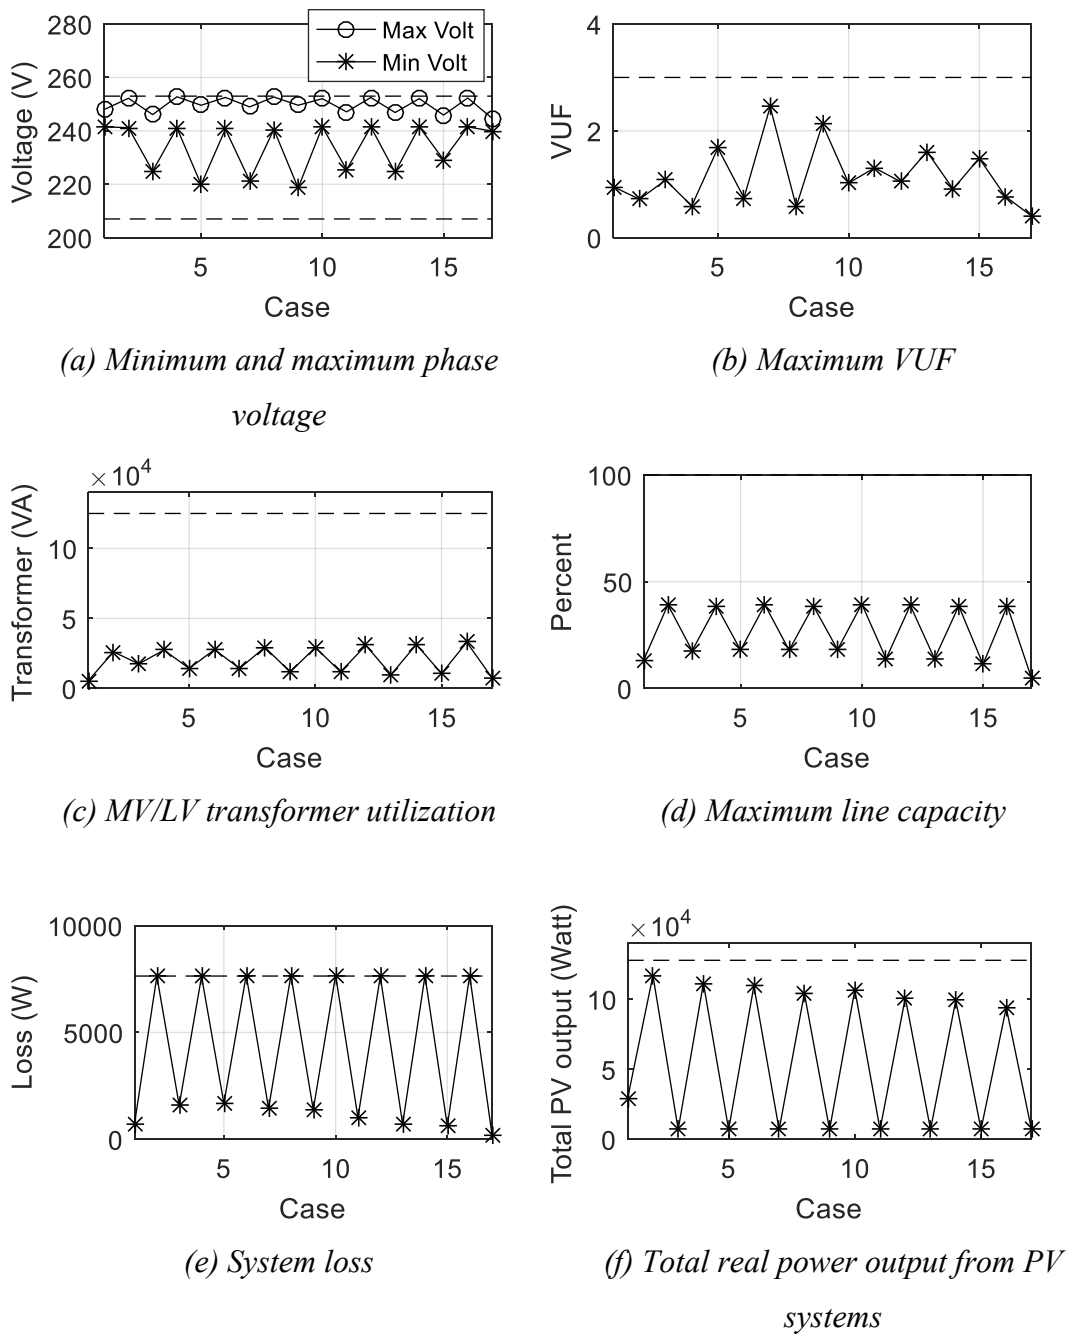 280
260
240
220
200
Voltage (V)
Max Volt
Min Volt
5
10
15
Case
(a) Minimum and maximum phase
voltage
4
2
0
VUF
5
10
15
Case
(b) Maximum VUF
×10⁴
10
5
0
Transformer (VA)
5
10
15
Case
(c) MV/LV transformer utilization
100
50
0
Percent
5
10
15
Case
(d) Maximum line capacity
10000
5000
0
Loss (W)
5
10
15
Case
(e) System loss
×10⁴
10
5
0
Total PV output (Watt)
5
10
15
Case
(f) Total real power output from PV
systems